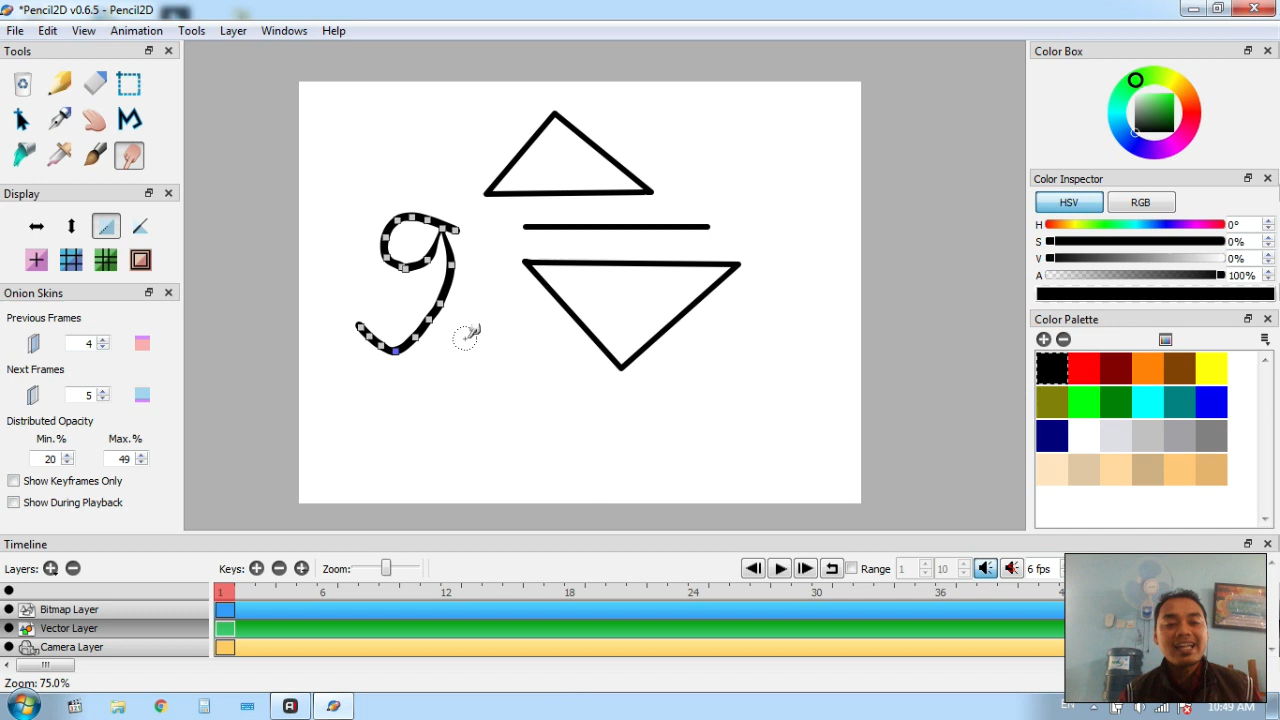 *Pencil2D v0.6.5 - Pencil2D
File Edit View Animation Tools Layer Windows Help
Tools
Display
Onion Skins
Previous Frames
4
Next Frames
5
Distributed Opacity
Min. % Max. %
20 49
Show Keyframes Only
Show During Playback
9
Color Box
Color Inspector
HSV RGB
H 0°
S 0%
V 0%
A 100%
Color Palette
Timeline
Layers: Keys: Zoom: Range 1 10 6 fps
1 6 12 18 24 30 36
Bitmap Layer
Vector Layer
Camera Layer
Zoom: 75.0%
EN 10:49 AM